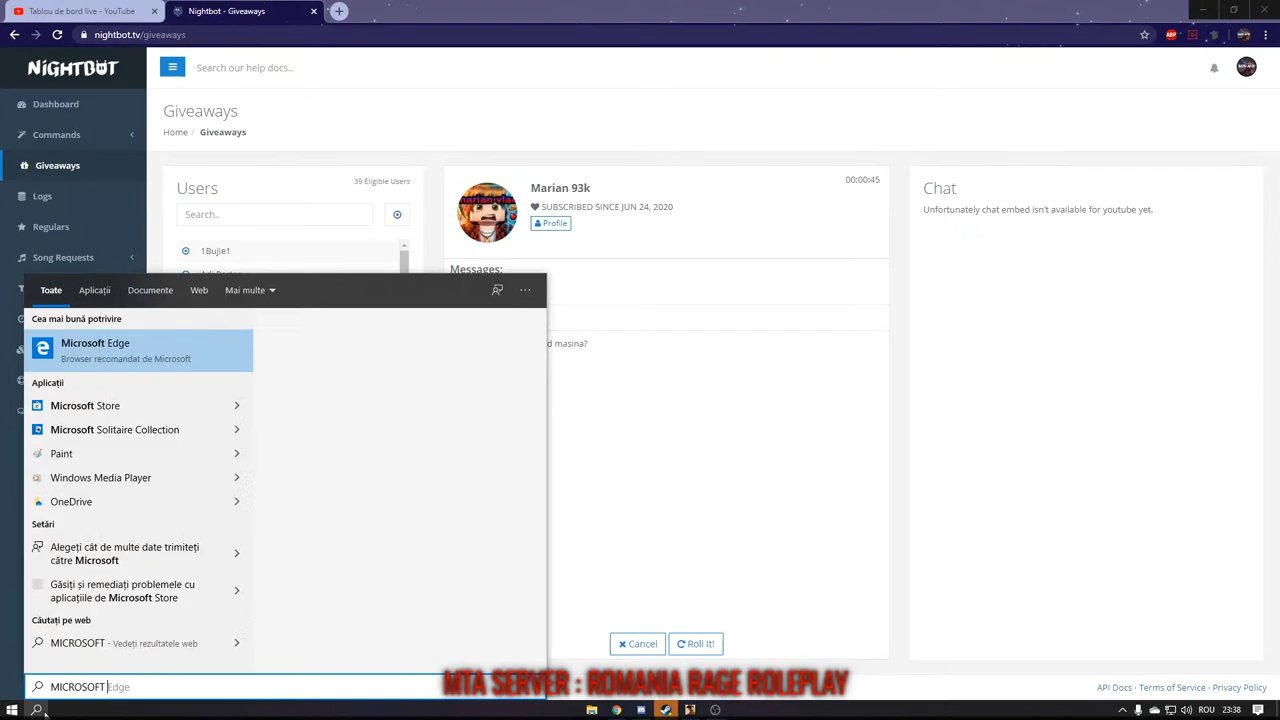 Tablou de bord - YouTube
Nightbot - Giveaways
nightbot.tv/giveaways
NIGHTBOT
Search our help docs..
Dashboard
Giveaways
Commands
Home / Giveaways
Giveaways
Users
39 Eligible Users
Marian 93k
00:00:45
Chat
Logs
SUBSCRIBED SINCE JUN 24, 2020
Unfortunately chat embed isn't available for youtube yet.
Search..
Profile
Regulars
1Bujie1
Song Requests
Messages:
Toate
Aplicații
Documente
Web
Mai multe
Cea mai bună potrivire
Microsoft Edge
d masina?
Browser recomandat de Microsoft
Aplicații
Microsoft Store
Microsoft Solitaire Collection
Paint
Windows Media Player
OneDrive
Setări
Alegeți cât de multe date trimiteți
către Microsoft
Găsiți și remediați problemele cu
aplicațiile de Microsoft Store
Căutați pe web
MICROSOFT - Vedeți rezultatele web
Cancel
Roll It!
MICROSOFT Edge
MTA SERVER : ROMANIA RAGE ROLEPLAY
API Docs - Terms of Service - Privacy Policy
ROU
23:38